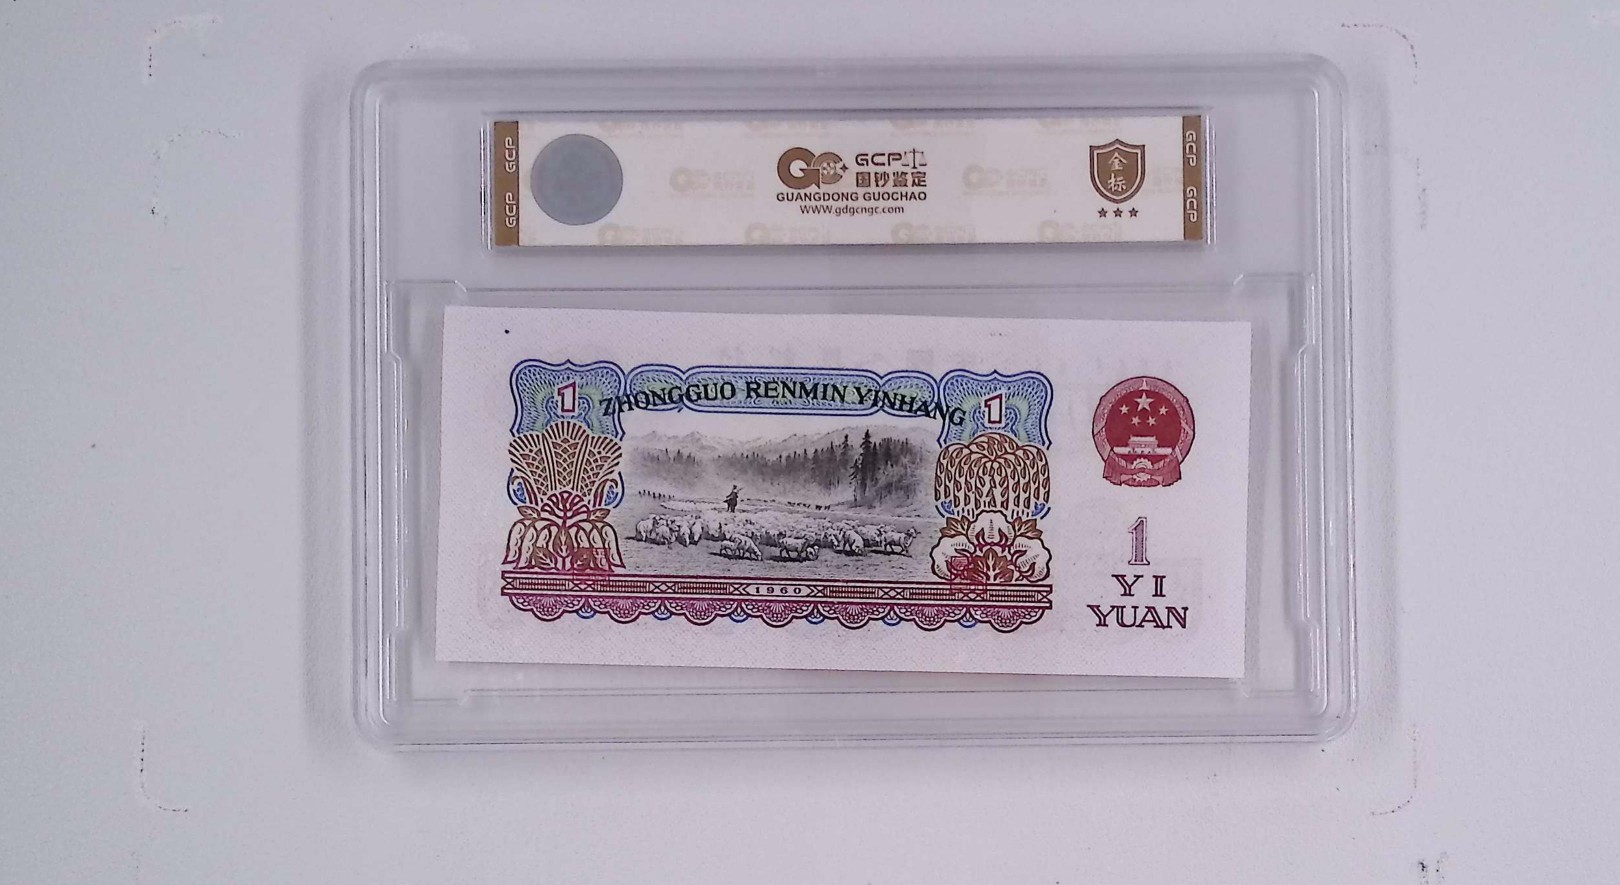 GCP GCP
GCP
国钞鉴定
GUANGDONG GUOCHAO
WWW.gdgcngc.com
金
标
GCP GCP
1 ZHONGGUO RENMIN YINHANG 1
1960
1
YI
YUAN